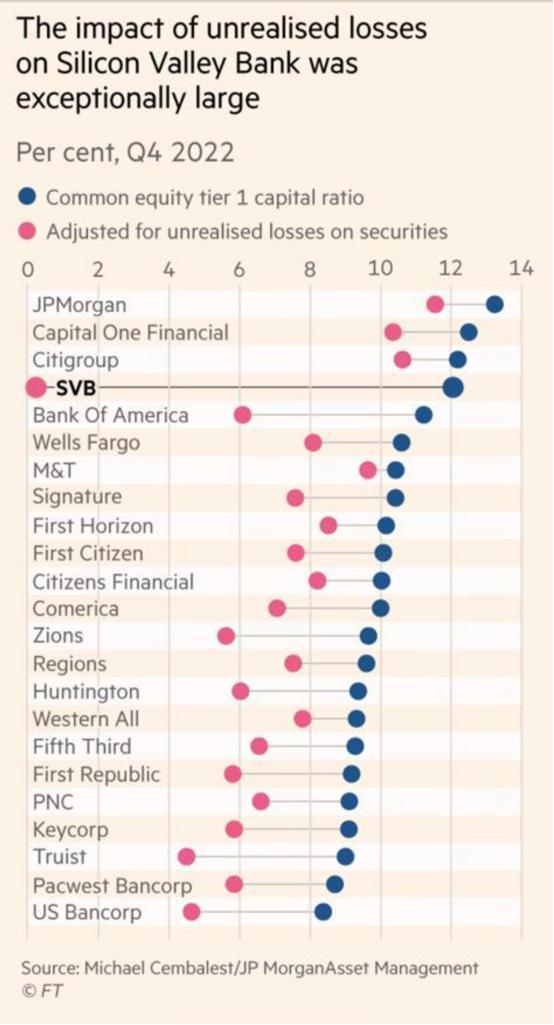 The impact of unrealised losses
on Silicon Valley Bank was
exceptionally large
Per cent, Q4 2022
Common equity tier 1 capital ratio
Adjusted for unrealised losses on securities
0 2 4 6 8 10 12 14
JPMorgan
Capital One Financial
Citigroup
SVB
Bank Of America
Wells Fargo
M&T
Signature
First Horizon
First Citizen
Citizens Financial
Comerica
Zions
Regions
Huntington
Western All
Fifth Third
First Republic
PNC
Keycorp
Truist
Pacwest Bancorp
US Bancorp
Source: Michael Cembalest/JP MorganAsset Management
© FT